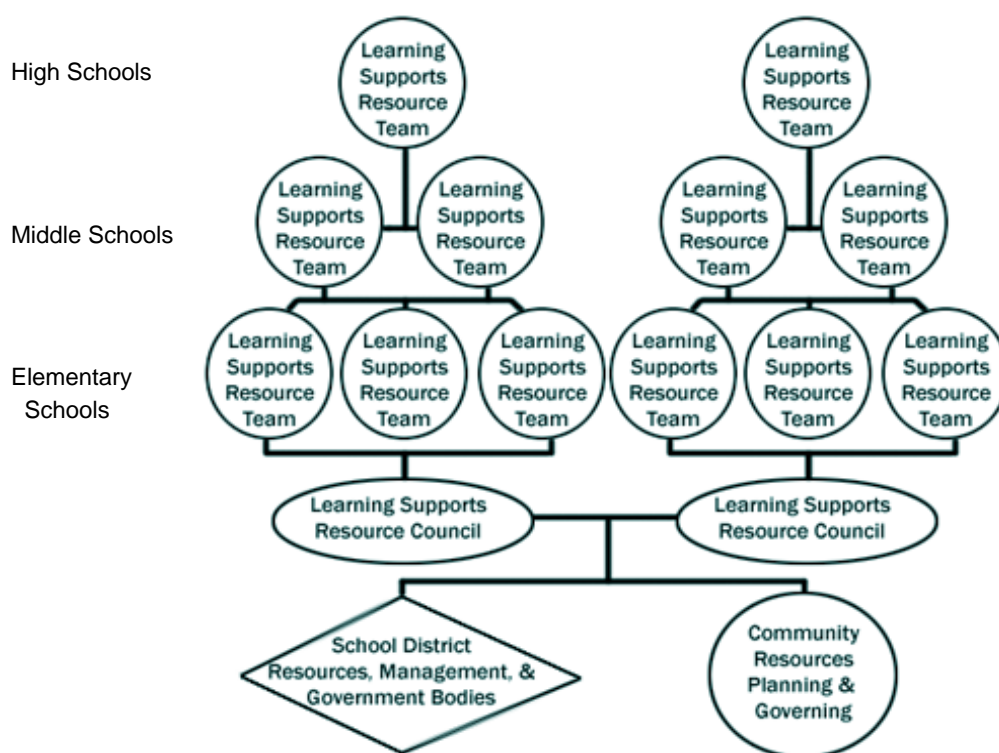 High Schools
Learning
Supports
Resource
Team
Learning
Supports
Resource
Team
Middle Schools
Learning
Supports
Resource
Team
Learning
Supports
Resource
Team
Learning
Supports
Resource
Team
Learning
Supports
Resource
Team
Elementary
Schools
Learning
Supports
Resource
Team
Learning
Supports
Resource
Team
Learning
Supports
Resource
Team
Learning
Supports
Resource
Team
Learning
Supports
Resource
Team
Learning
Supports
Resource
Team
Learning Supports
Resource Council
Learning Supports
Resource Council
School District
Resources, Management, &
Government Bodies
Community
Resources
Planning &
Governing